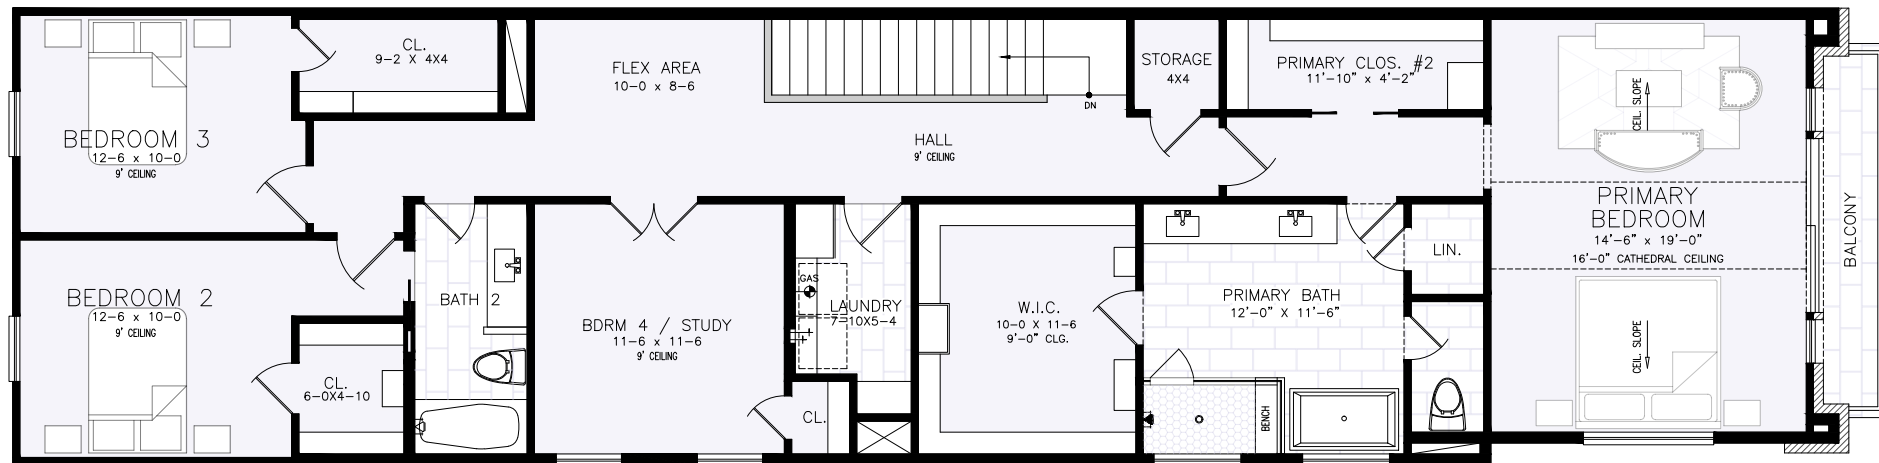 CL.
9-2 X 4X4
FLEX AREA
10-0 x 8-6
DN
STORAGE
4X4
PRIMARY CLOS. #2
11'-10" x 4'-2"
CEIL. SLOPE
BEDROOM 3
12-6 x 10-0
9' CEILING
HALL
9' CEILING
PRIMARY
BEDROOM
14'-6" x 19'-0"
16'-0" CATHEDRAL CEILING
BALCONY
BEDROOM 2
12-6 x 10-0
9' CEILING
BATH 2
BDRM 4 / STUDY
11-6 x 11-6
9' CEILING
GAS
LAUNDRY
7-10X5-4
W.I.C.
10-0 X 11-6
9'-0" CLG.
PRIMARY BATH
12'-0" X 11'-6"
LIN.
CEIL. SLOPE
CL.
6-0X4-10
CL.
BENCH